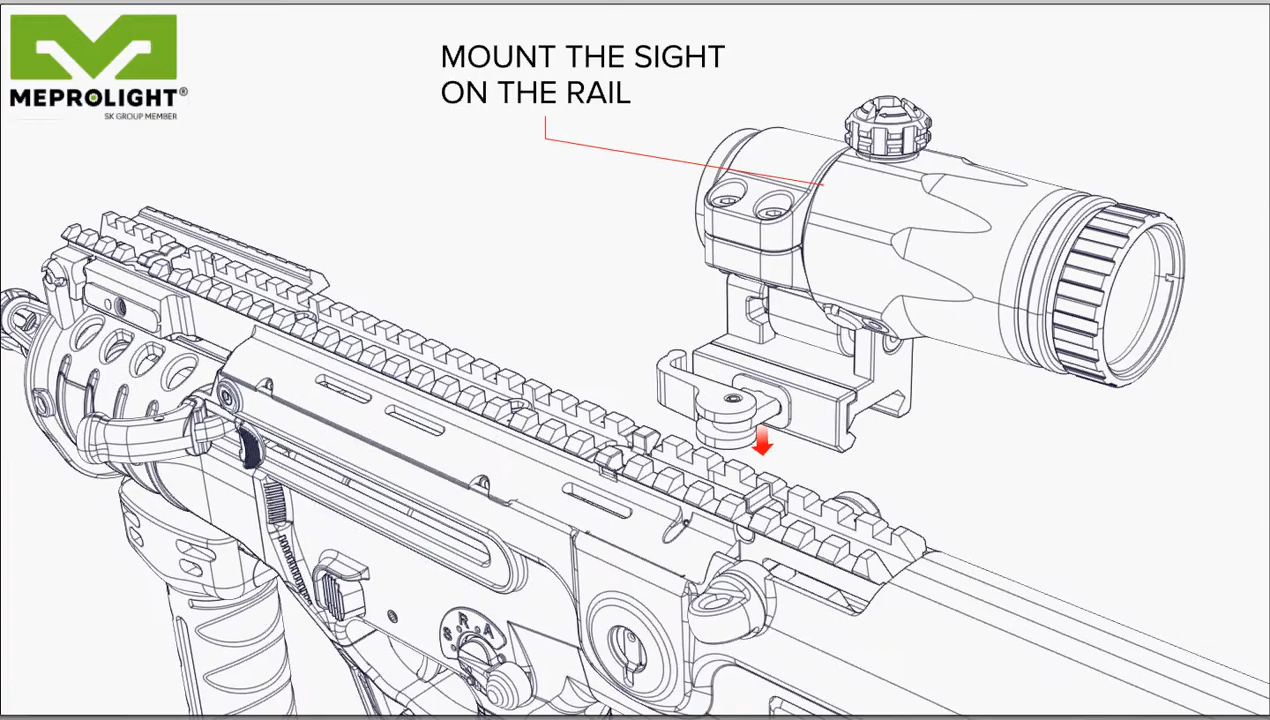 MEPROLIGHT®
SK GROUP MEMBER
MOUNT THE SIGHT
ON THE RAIL
S R A